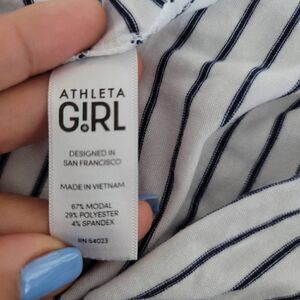 ATHLETA
GiRL
DESIGNED IN
SAN FRANCISCO
MADE IN VIETNAM
67% MODAL
29% POLYESTER
4% SPANDEX
RN 54023